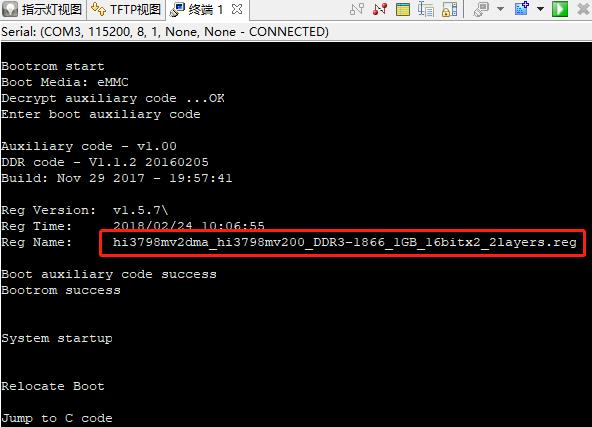 指示灯视图 TFTP视图 终端 1
Serial: (COM3, 115200, 8, 1, None, None - CONNECTED)
Bootrom start
Boot Media: eMMC
Decrypt auxiliary code ...OK
Enter boot auxiliary code
Auxiliary code - v1.00
DDR code - V1.1.2 20160205
Build: Nov 29 2017 - 19:57:41
Reg Version:  v1.5.7\
Reg Time:     2018/02/24 10:06:55
Reg Name:     hi3798mv2dma_hi3798mv200_DDR3-1866_1GB_16bitx2_2layers.reg
Boot auxiliary code success
Bootrom success
System startup
Relocate Boot
Jump to C code